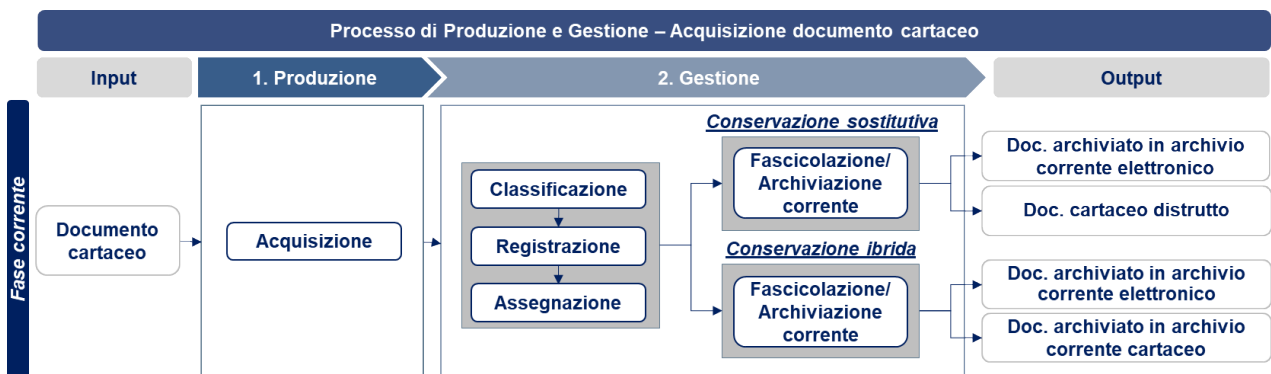 Processo di Produzione e Gestione – Acquisizione documento cartaceo
Input
1. Produzione
2. Gestione
Output
Fase corrente
Documento
cartaceo
Acquisizione
Classificazione
Registrazione
Assegnazione
Conservazione sostitutiva
Fascicolazione/
Archiviazione
corrente
Conservazione ibrida
Fascicolazione/
Archiviazione
corrente
Doc. archiviato in archivio
corrente elettronico
Doc. cartaceo distrutto
Doc. archiviato in archivio
corrente elettronico
Doc. archiviato in archivio
corrente cartaceo